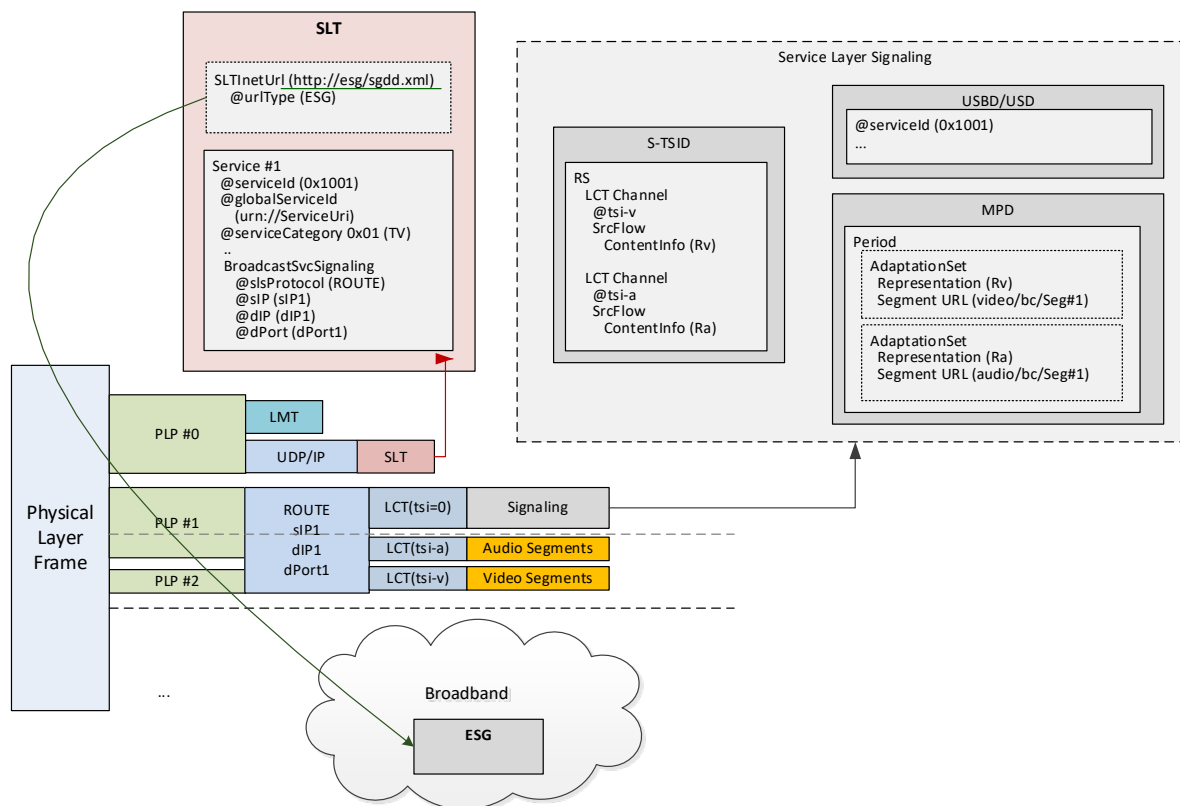 SLT
SLTInetUrl (http://esg/sgdd.xml)
@urlType (ESG)
Service #1
@serviceId (0x1001)
@globalServiceId
(urn://ServiceUri)
@serviceCategory 0x01 (TV)
..
BroadcastSvcSignaling
@slsProtocol (ROUTE)
@sIP (sIP1)
@dIP (dIP1)
@dPort (dPort1)
Service Layer Signaling
S-TSID
RS
LCT Channel
@tsi-v
SrcFlow
ContentInfo (Rv)
LCT Channel
@tsi-a
SrcFlow
ContentInfo (Ra)
USBD/USD
@serviceId (0x1001)
...
MPD
Period
AdaptationSet
Representation (Rv)
Segment URL (video/bc/Seg#1)
AdaptationSet
Representation (Ra)
Segment URL (audio/bc/Seg#1)
Physical
Layer
Frame
PLP #0
LMT
UDP/IP
SLT
PLP #1
PLP #2
ROUTE
sIP1
dIP1
dPort1
LCT(tsi=0)
Signaling
LCT(tsi-a)
Audio Segments
LCT(tsi-v)
Video Segments
...
Broadband
ESG